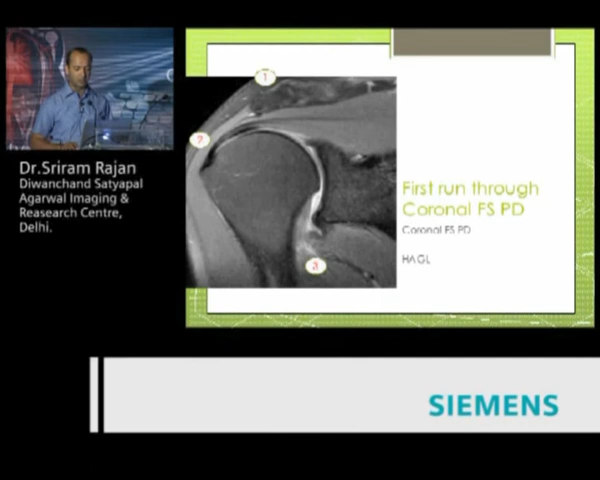 Dr.Sriram Rajan
Diwanchand Satyapal
Agarwal Imaging &
Reasearch Centre,
Delhi.
1
2
3
First run through
Coronal FS PD
Coronal FS PD
HAGL
SIEMENS